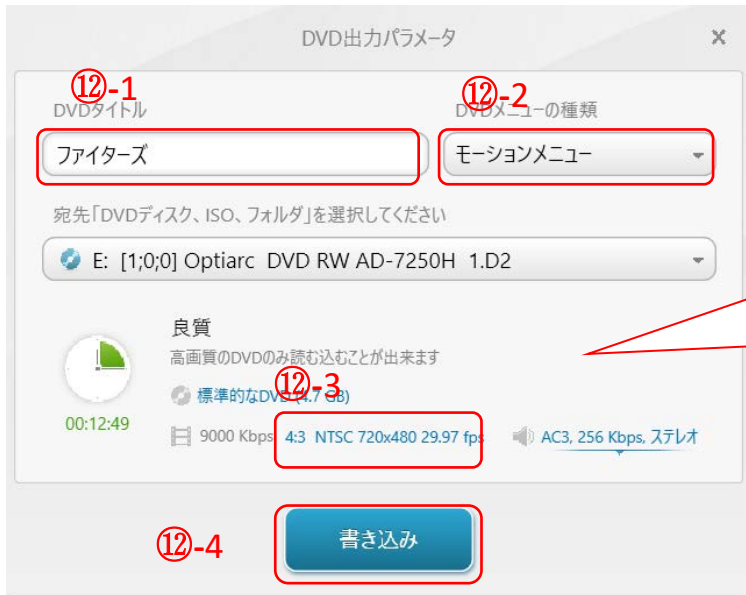 DVD出力パラメータ
⑫-1
⑫-2
DVDタイトル
DVDメニューの種類
ファイターズ
モーションメニュー
宛先「DVDディスク、ISO、フォルダ」を選択してください
E: [1;0;0] Optiarc DVD RW AD-7250H 1.D2
良質
高画質のDVDのみ読む込むことが出来ます
⑫-3
標準的なDVD (4.7 GB)
00:12:49
9000 Kbps 4:3 NTSC 720x480 29.97 fps AC3, 256 Kbps, ステレオ
⑫-4
書き込み